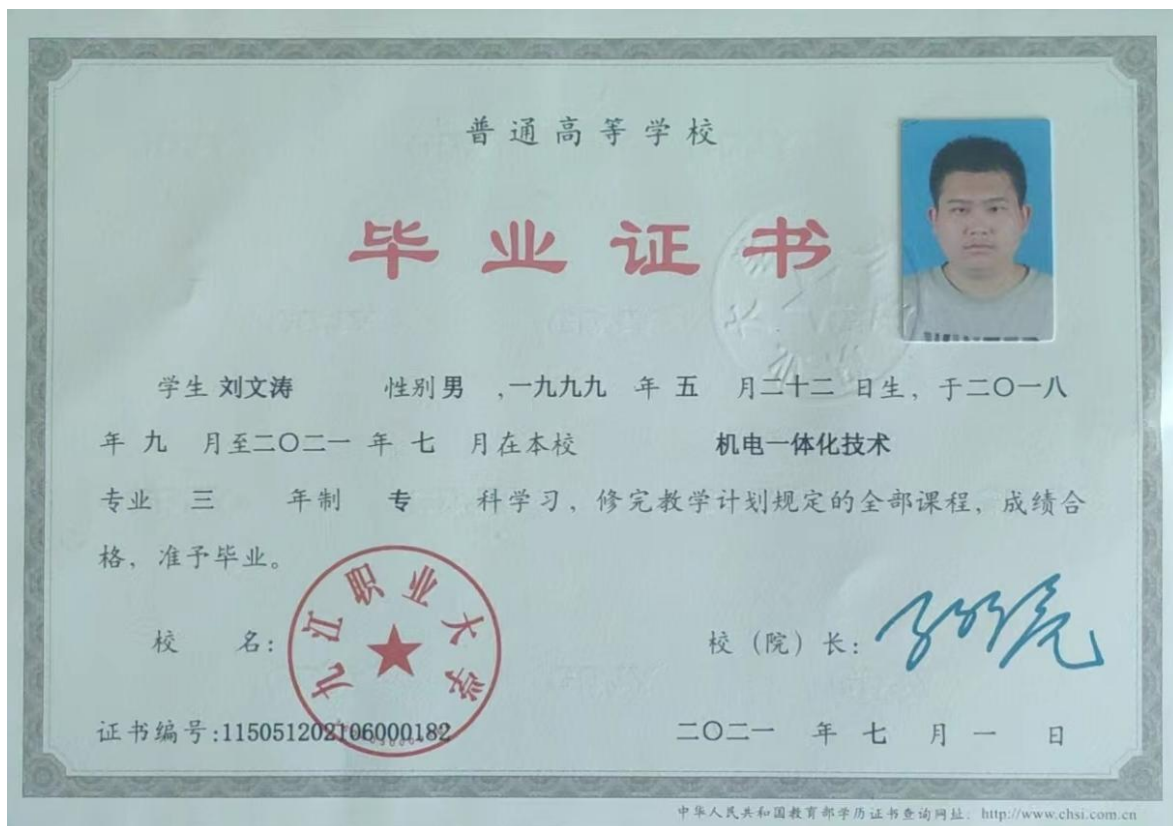 普通高等学校
毕业证书
学生 刘文涛 性别 男 ,一九九九 年 五 月二十二 日生，于二〇一八
年 九 月至二〇二一 年 七 月在本校 机电一体化技术
专业 三 年制 专 科学习，修完教学计划规定的全部课程，成绩合
格，准予毕业。
九江职业大学
校 名： 校（院）长：
证书编号:115051202106000182 二〇二一 年 七 月 一 日
中华人民共和国教育部学历证书查询网址：http://www.chsi.com.cn